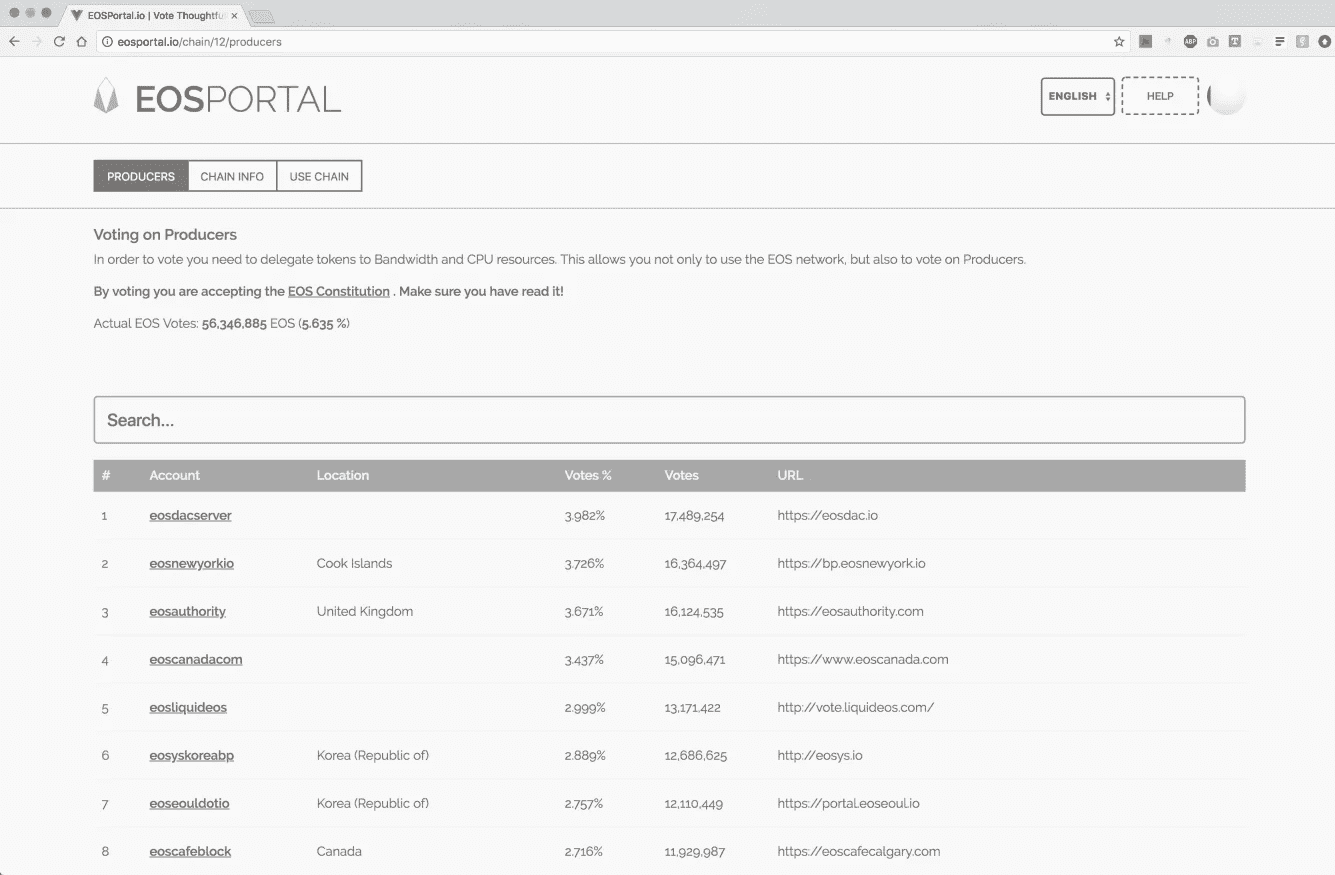 EOSPortal.io | Vote Thoughtfu
eosportal.io/chain/12/producers
ABP
EOSPORTAL
ENGLISH HELP
PRODUCERS CHAIN INFO USE CHAIN
Voting on Producers
In order to vote you need to delegate tokens to Bandwidth and CPU resources. This allows you not only to use the EOS network, but also to vote on Producers.
By voting you are accepting the EOS Constitution . Make sure you have read it!
Actual EOS Votes: 56,346,885 EOS (5.635 %)
Search...
# Account Location Votes % Votes URL
1 eosdacserver 3.982% 17,489,254 https://eosdac.io
2 eosnewyorkio Cook Islands 3.726% 16,364,497 https://bp.eosnewyork.io
3 eosauthority United Kingdom 3.671% 16,124,535 https://eosauthority.com
4 eoscanadacom 3.437% 15,096,471 https://www.eoscanada.com
5 eosliquideos 2.999% 13,171,422 http://vote.liquideos.com/
6 eosyskoreabp Korea (Republic of) 2.889% 12,686,625 http://eosys.io
7 eoseouldotio Korea (Republic of) 2.757% 12,110,449 https://portal.eoseoul.io
8 eoscafeblock Canada 2.716% 11,929,987 https://eoscafecalgary.com